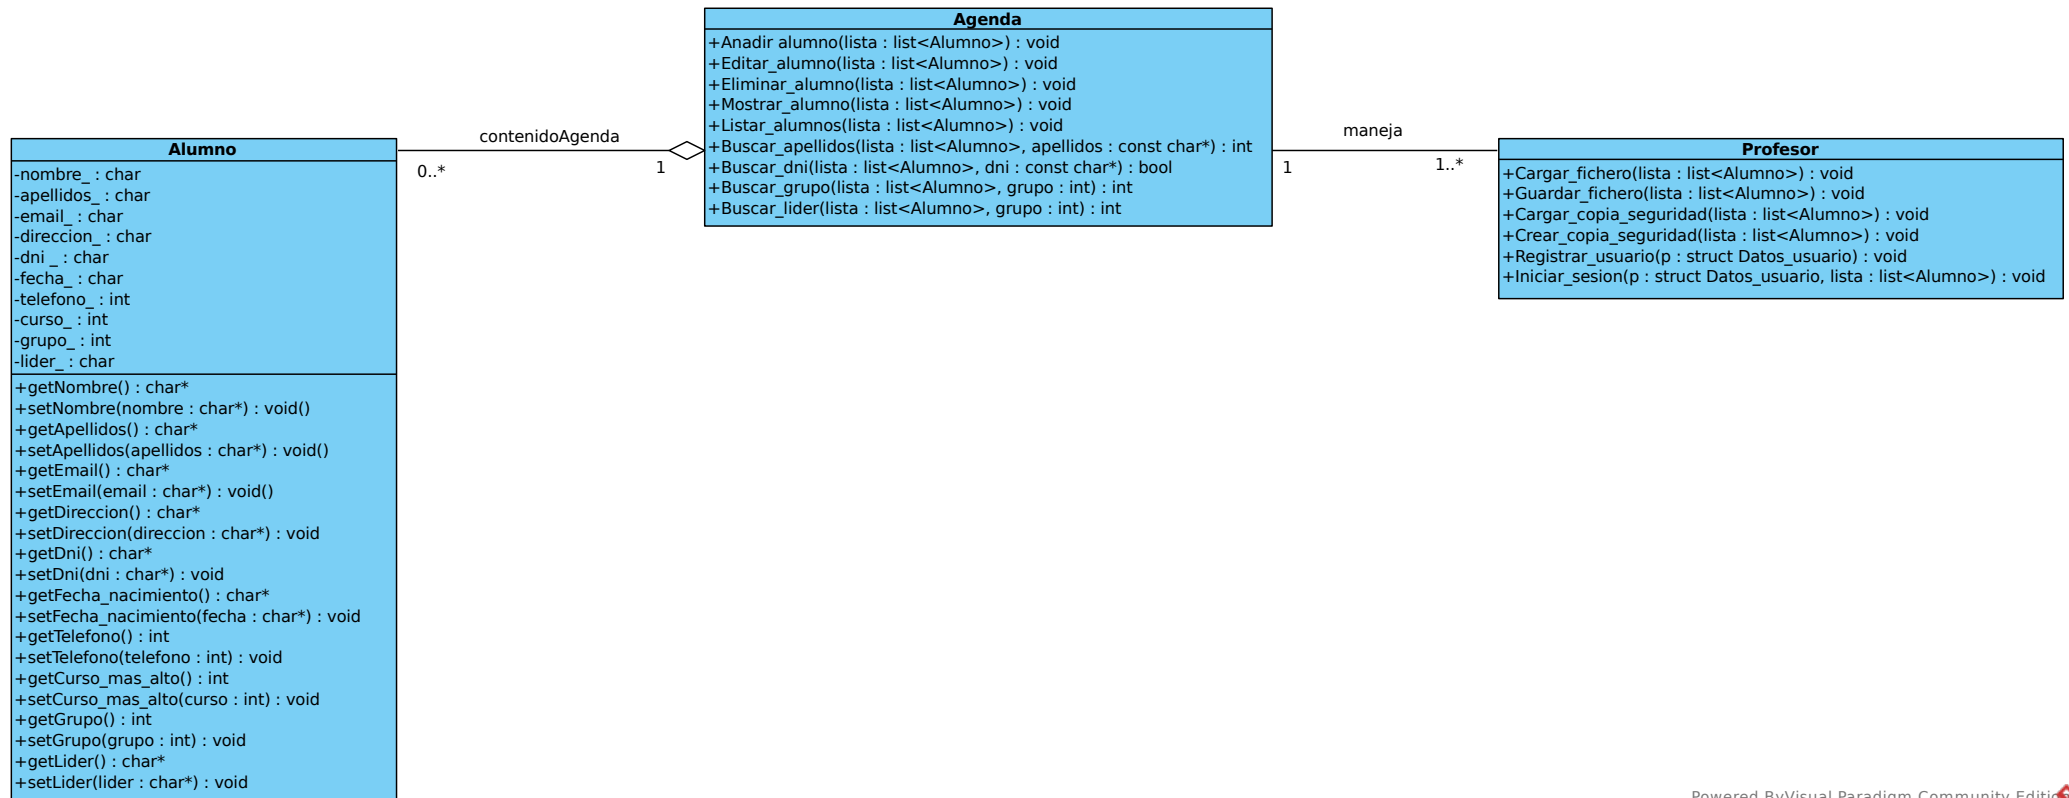 Agenda
+Anadir alumno(lista : list<Alumno>) : void
+Editar_alumno(lista : list<Alumno>) : void
+Eliminar_alumno(lista : list<Alumno>) : void
+Mostrar_alumno(lista : list<Alumno>) : void
+Listar_alumnos(lista : list<Alumno>) : void
+Buscar_apellidos(lista : list<Alumno>, apellidos : const char*) : int
+Buscar_dni(lista : list<Alumno>, dni : const char*) : bool
+Buscar_grupo(lista : list<Alumno>, grupo : int) : int
+Buscar_lider(lista : list<Alumno>, grupo : int) : int
contenidoAgenda
0..*
1
maneja
1
1..*
Alumno
-nombre_ : char
-apellidos_ : char
-email_ : char
-direccion_ : char
-dni _ : char
-fecha_ : char
-telefono_ : int
-curso_ : int
-grupo_ : int
-lider_ : char
+getNombre() : char*
+setNombre(nombre : char*) : void()
+getApellidos() : char*
+setApellidos(apellidos : char*) : void()
+getEmail() : char*
+setEmail(email : char*) : void()
+getDireccion() : char*
+setDireccion(direccion : char*) : void
+getDni() : char*
+setDni(dni : char*) : void
+getFecha_nacimiento() : char*
+setFecha_nacimiento(fecha : char*) : void
+getTelefono() : int
+setTelefono(telefono : int) : void
+getCurso_mas_alto() : int
+setCurso_mas_alto(curso : int) : void
+getGrupo() : int
+setGrupo(grupo : int) : void
+getLider() : char*
+setLider(lider : char*) : void
Profesor
+Cargar_fichero(lista : list<Alumno>) : void
+Guardar_fichero(lista : list<Alumno>) : void
+Cargar_copia_seguridad(lista : list<Alumno>) : void
+Crear_copia_seguridad(lista : list<Alumno>) : void
+Registrar_usuario(p : struct Datos_usuario) : void
+Iniciar_sesion(p : struct Datos_usuario, lista : list<Alumno>) : void
Powered ByVisual Paradigm Community Edition